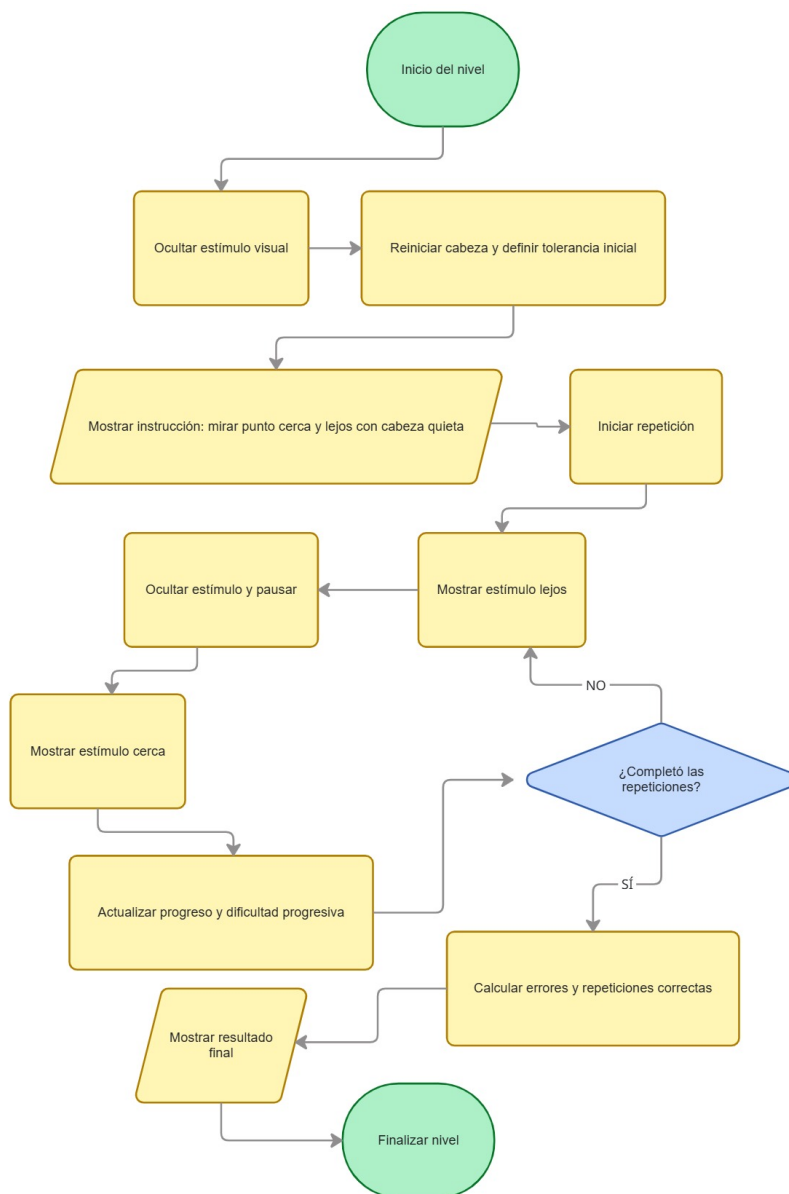 Inicio del nivel
Ocultar estímulo visual
Reiniciar cabeza y definir tolerancia inicial
Mostrar instrucción: mirar punto cerca y lejos con cabeza quieta
Iniciar repetición
Mostrar estímulo lejos
Ocultar estímulo y pausar
Mostrar estímulo cerca
Actualizar progreso y dificultad progresiva
¿Completó las
repeticiones?
NO
SÍ
Calcular errores y repeticiones correctas
Mostrar resultado
final
Finalizar nivel